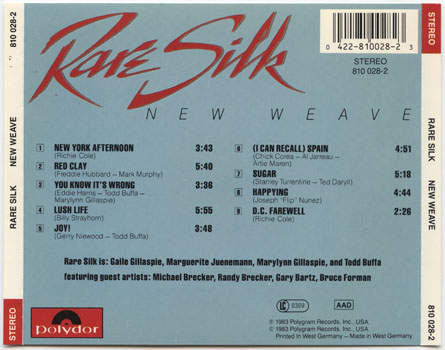 Rare Silk
NEW WEAVE
0 422-810028-2 3
STEREO
810 028-2
1 NEW YORK AFTERNOON 3:43
(Richie Cole)
2 RED CLAY 5:40
(Freddie Hubbard – Mark Murphy)
3 YOU KNOW IT'S WRONG 3:36
(Eddie Harris – Todd Buffa –
Marylynn Gillaspie)
4 LUSH LIFE 5:55
(Billy Strayhorn)
5 JOY! 3:48
(Gerry Niewood – Todd Buffa)
6 (I CAN RECALL) SPAIN 4:51
(Chick Corea – Al Jarreau –
Artie Maren)
7 SUGAR 5:18
(Stanley Turrentine – Ted Daryll)
8 HAPPYING 4:44
(Joseph "Flip" Nunez)
9 D.C. FAREWELL 2:26
(Richie Cole)
Rare Silk is: Gaile Gillaspie, Marguerite Juenemann, Marylynn Gillaspie, and Todd Buffa
featuring guest artists: Michael Brecker, Randy Brecker, Gary Bartz, Bruce Forman
polydor
LC 0309
AAD
℗ 1983 Polygram Records, Inc.
© 1983 Polygram Records, Inc.
Printed in West Germany – Made in West Germany
STEREO RARE SILK NEW WEAVE 810 028-2
STEREO RARE SILK NEW WEAVE 810 028-2